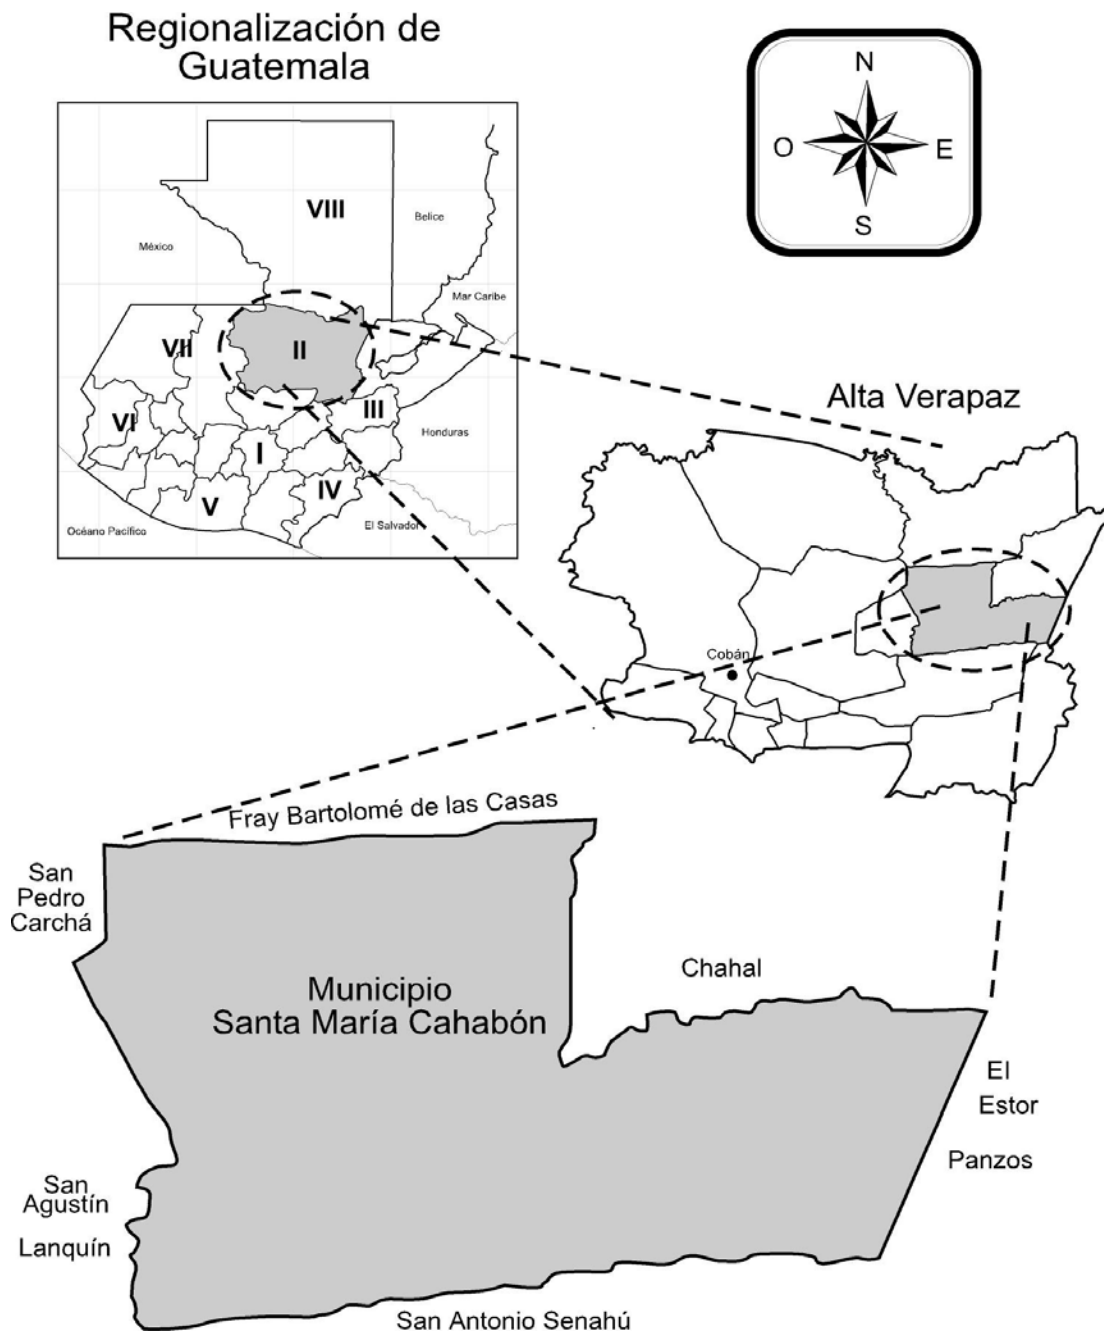 Regionalización de
Guatemala
N
O
E
S
VIII
Belice
México
Mar Caribe
VII
II
VI
III
Honduras
I
IV
V
Océano Pacífico
El Salvador
Alta Verapaz
Cobán
Fray Bartolomé de las Casas
San
Pedro
Carchá
Chahal
Municipio
Santa María Cahabón
El
Estor
Panzos
San
Agustín
Lanquín
San Antonio Senahú